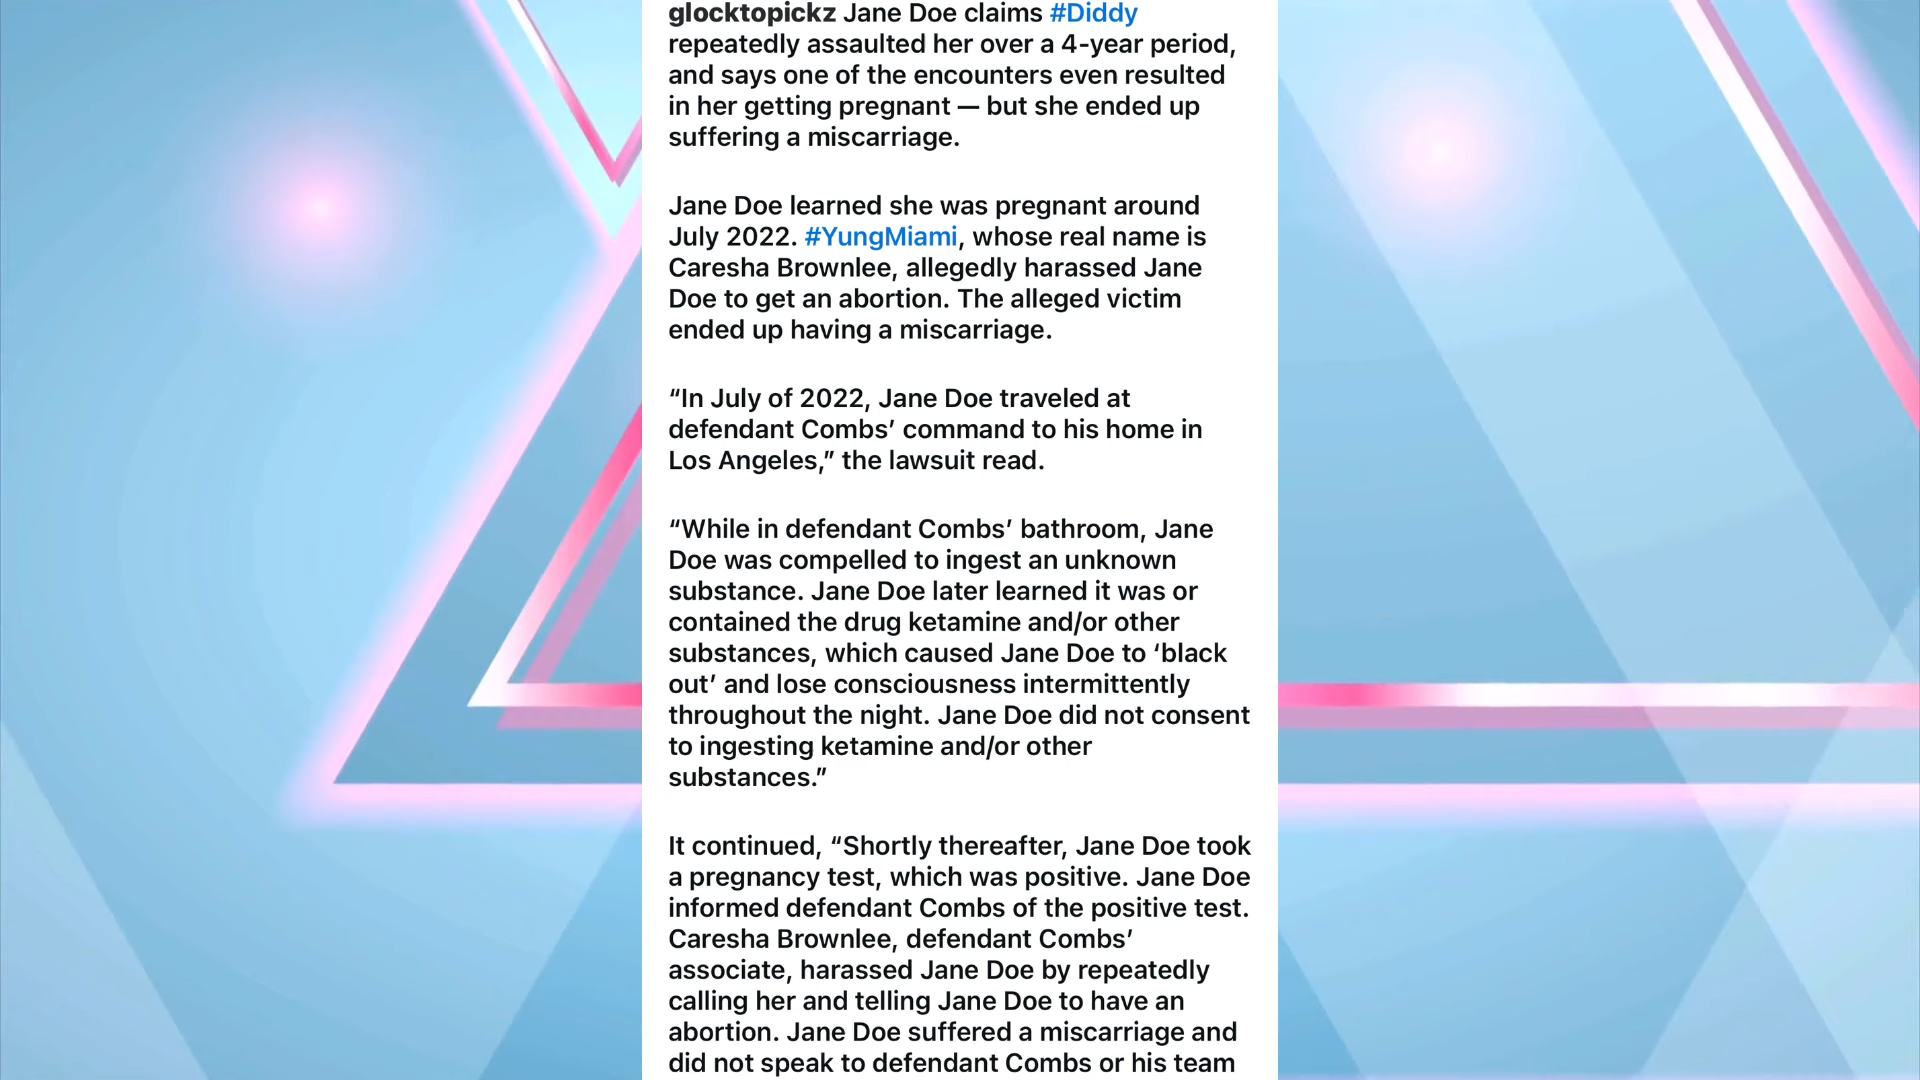 glocktopickz Jane Doe claims #Diddy
repeatedly assaulted her over a 4-year period,
and says one of the encounters even resulted
in her getting pregnant — but she ended up
suffering a miscarriage.
Jane Doe learned she was pregnant around
July 2022. #YungMiami, whose real name is
Caresha Brownlee, allegedly harassed Jane
Doe to get an abortion. The alleged victim
ended up having a miscarriage.
“In July of 2022, Jane Doe traveled at
defendant Combs’ command to his home in
Los Angeles,” the lawsuit read.
“While in defendant Combs’ bathroom, Jane
Doe was compelled to ingest an unknown
substance. Jane Doe later learned it was or
contained the drug ketamine and/or other
substances, which caused Jane Doe to ‘black
out’ and lose consciousness intermittently
throughout the night. Jane Doe did not consent
to ingesting ketamine and/or other
substances.”
It continued, “Shortly thereafter, Jane Doe took
a pregnancy test, which was positive. Jane Doe
informed defendant Combs of the positive test.
Caresha Brownlee, defendant Combs’
associate, harassed Jane Doe by repeatedly
calling her and telling Jane Doe to have an
abortion. Jane Doe suffered a miscarriage and
did not speak to defendant Combs or his team